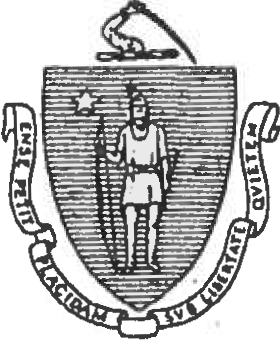 ENSE PETIT
PLACIDAM
SVB LIBERTATE
QVIETEM